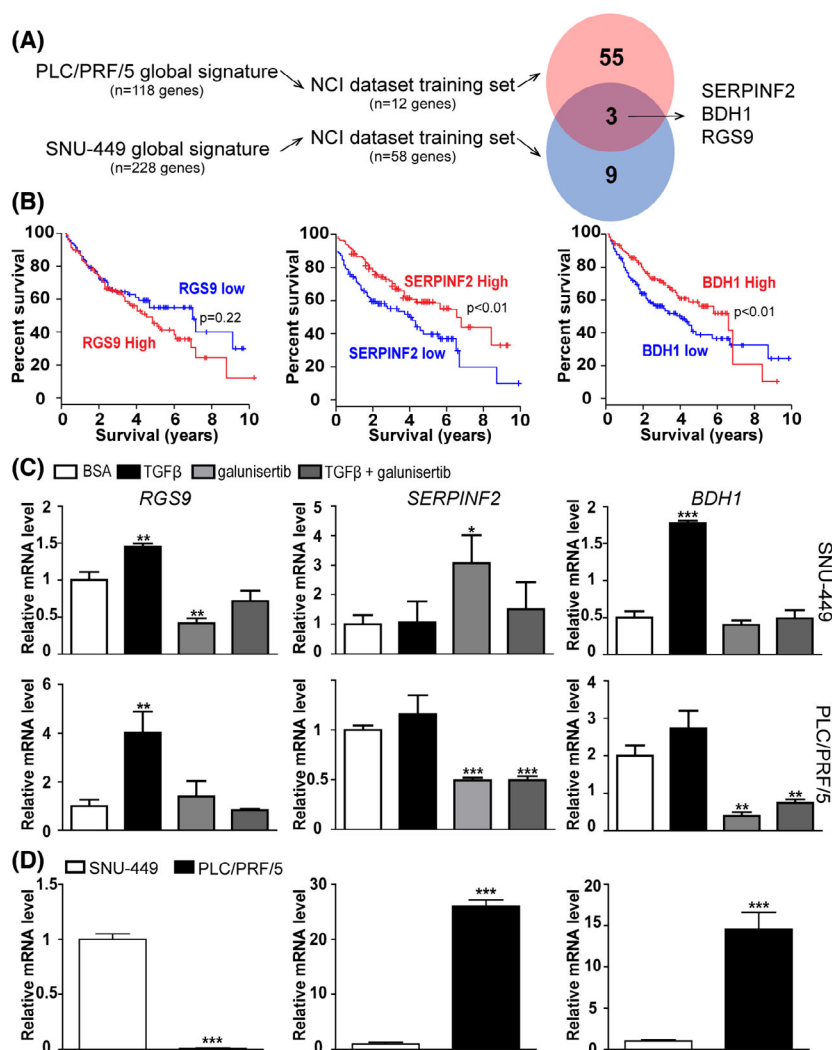 (A)
PLC/PRF/5 global signature
(n=118 genes)
NCI dataset training set
(n=12 genes)
SNU-449 global signature
(n=228 genes)
NCI dataset training set
(n=58 genes)
55
3
9
SERPINF2
BDH1
RGS9
(B)
Percent survival
100
80
60
40
20
0
RGS9 low
p=0.22
RGS9 High
0 2 4 6 8 10
Survival (years)
Percent survival
100
80
60
40
20
0
SERPINF2 High
p<0.01
SERPINF2 low
0 2 4 6 8 10
Survival (years)
Percent survival
100
80
60
40
20
0
BDH1 High
p<0.01
BDH1 low
0 2 4 6 8 10
Survival (years)
(C)
BSA TGFβ galunisertib TGFβ + galunisertib
RGS9
Relative mRNA level
2
1.5
1
0.5
0
**
**
SERPINF2
Relative mRNA level
5
4
3
2
1
0
*
BDH1
Relative mRNA level
2
1.5
1
0.5
0
***
SNU-449
Relative mRNA level
6
4
2
0
**
Relative mRNA level
1.5
1
0.5
0
***
***
Relative mRNA level
4
3
2
1
0
**
**
PLC/PRF/5
(D)
SNU-449 PLC/PRF/5
Relative mRNA level
1.5
1
0.5
0
***
Relative mRNA level
30
20
10
0
***
Relative mRNA level
20
15
10
5
0
***